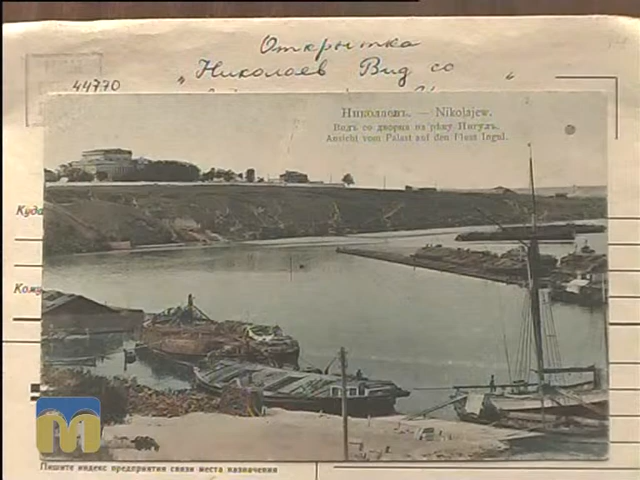 Открытка
44770
"Николаев Вид со "
Николаевъ. — Nikolajew.
Видъ со дворца на рѣку Ингулъ.
Ansicht vom Palast auf den Fluss Ingul.
Куда
Кому
M
Пишите индекс предприятия связи места назначения